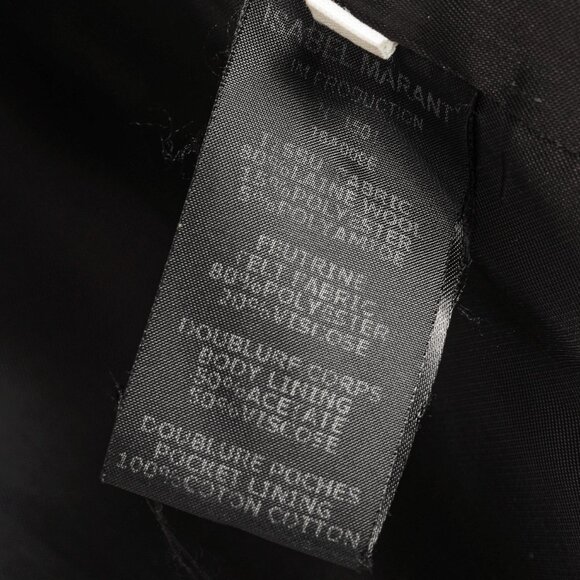 ISABEL MARANT
IM PRODUCTION
TISSU/FABRIC
80%LAINE WOOL
15%POLYESTER
5%POLYAMIDE
FEUTRINE
FELT FABRIC
80%POLYESTER
20%VISCOSE
DOUBLURE CORPS
BODY LINING
50%ACETATE
50%VISCOSE
DOUBLURE POCHES
POCKET LINING
100%COTON COTTON